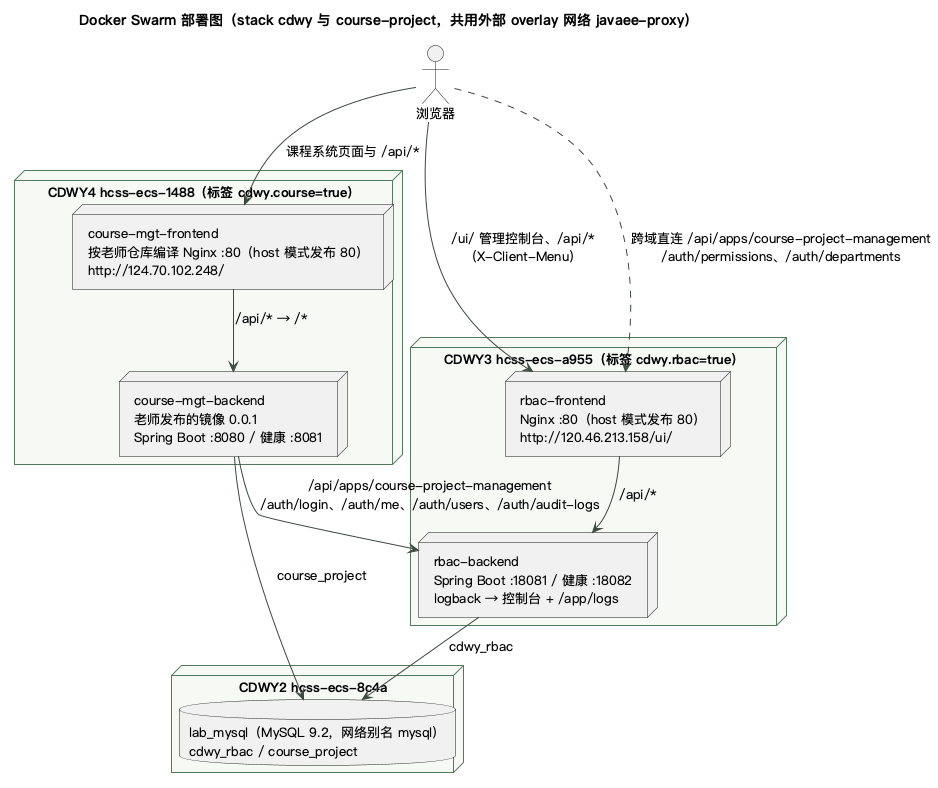 Docker Swarm 部署图（stack cdwy 与 course-project，共用外部 overlay 网络 javaee-proxy）
浏览器
课程系统页面与 /api/*
/ui/ 管理控制台、/api/*
(X-Client-Menu)
跨域直连 /api/apps/course-project-management
/auth/permissions、/auth/departments
CDWY4 hcss-ecs-1488（标签 cdwy.course=true）
course-mgt-frontend
按老师仓库编译 Nginx :80（host 模式发布 80）
http://124.70.102.248/
/api/* → /*
course-mgt-backend
老师发布的镜像 0.0.1
Spring Boot :8080 / 健康 :8081
CDWY3 hcss-ecs-a955（标签 cdwy.rbac=true）
rbac-frontend
Nginx :80（host 模式发布 80）
http://120.46.213.158/ui/
/api/apps/course-project-management
/auth/login、/auth/me、/auth/users、/auth/audit-logs
/api/*
rbac-backend
Spring Boot :18081 / 健康 :18082
logback → 控制台 + /app/logs
course_project
cdwy_rbac
CDWY2 hcss-ecs-8c4a
lab_mysql（MySQL 9.2，网络别名 mysql）
cdwy_rbac / course_project